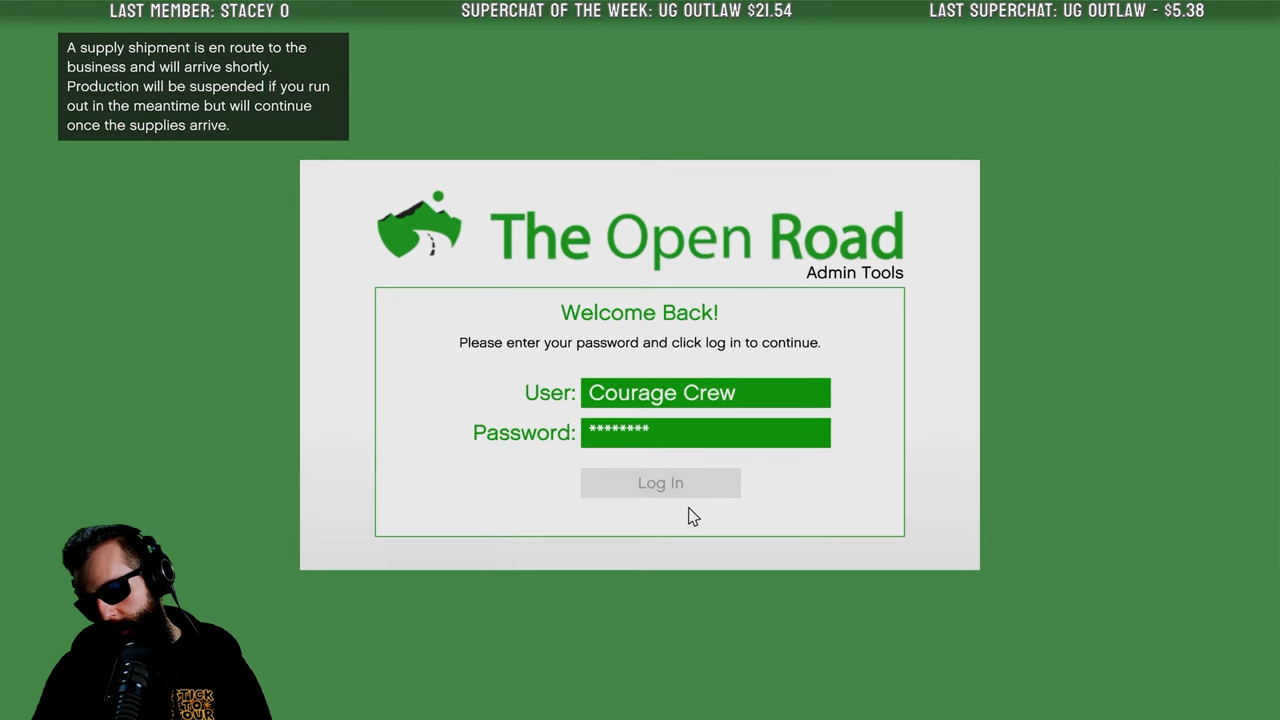 LAST MEMBER: STACEY O
SUPERCHAT OF THE WEEK: UG OUTLAW $21.54
LAST SUPERCHAT: UG OUTLAW - $5.38
A supply shipment is en route to the
business and will arrive shortly.
Production will be suspended if you run
out in the meantime but will continue
once the supplies arrive.
The Open Road
Admin Tools
Welcome Back!
Please enter your password and click log in to continue.
User: Courage Crew
Password: ********
Log In
STICK
TO
YOUR